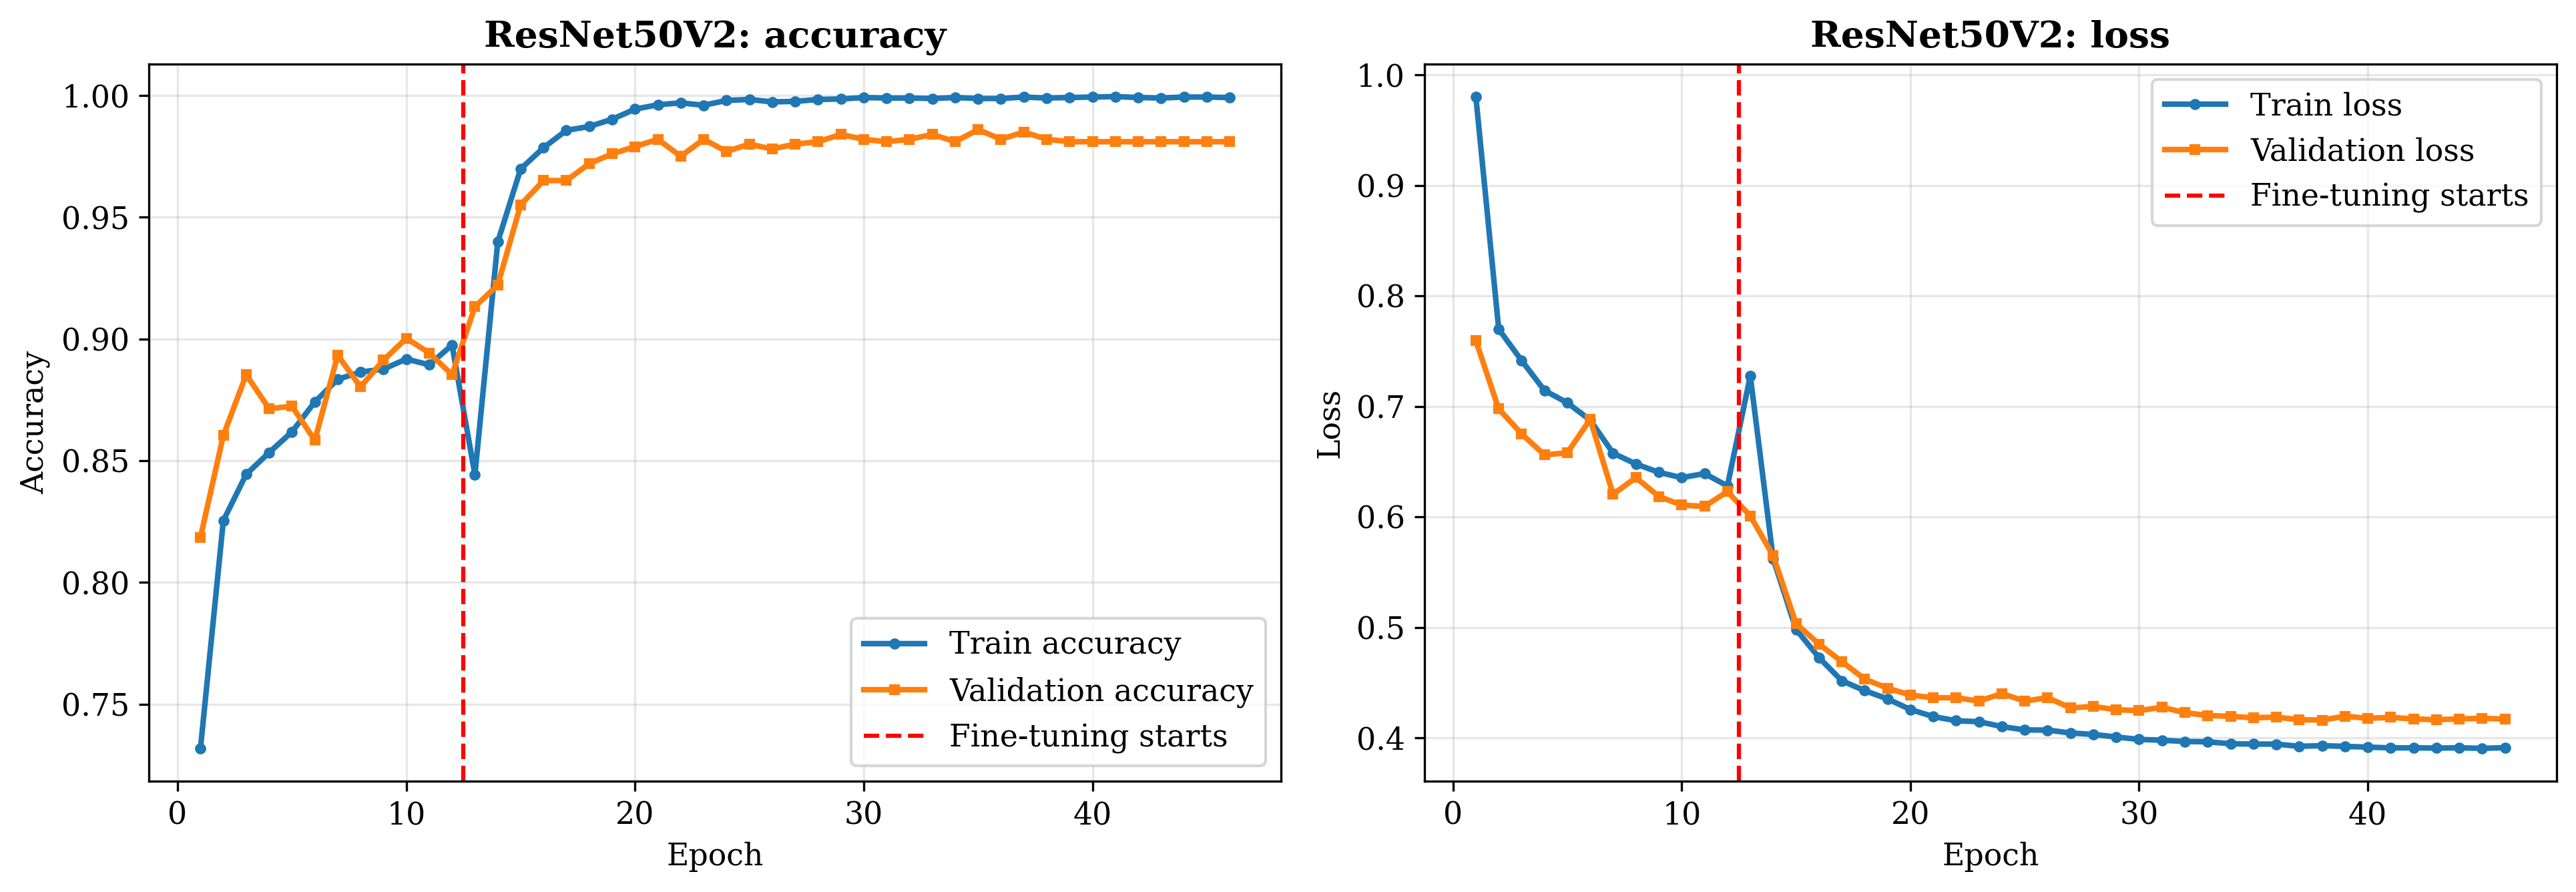 ResNet50V2: accuracy
1.00
0.95
0.90
0.85
0.80
0.75
Accuracy
0
10
20
30
40
Epoch
Train accuracy
Validation accuracy
Fine-tuning starts
ResNet50V2: loss
1.0
0.9
0.8
0.7
0.6
0.5
0.4
Loss
0
10
20
30
40
Epoch
Train loss
Validation loss
Fine-tuning starts